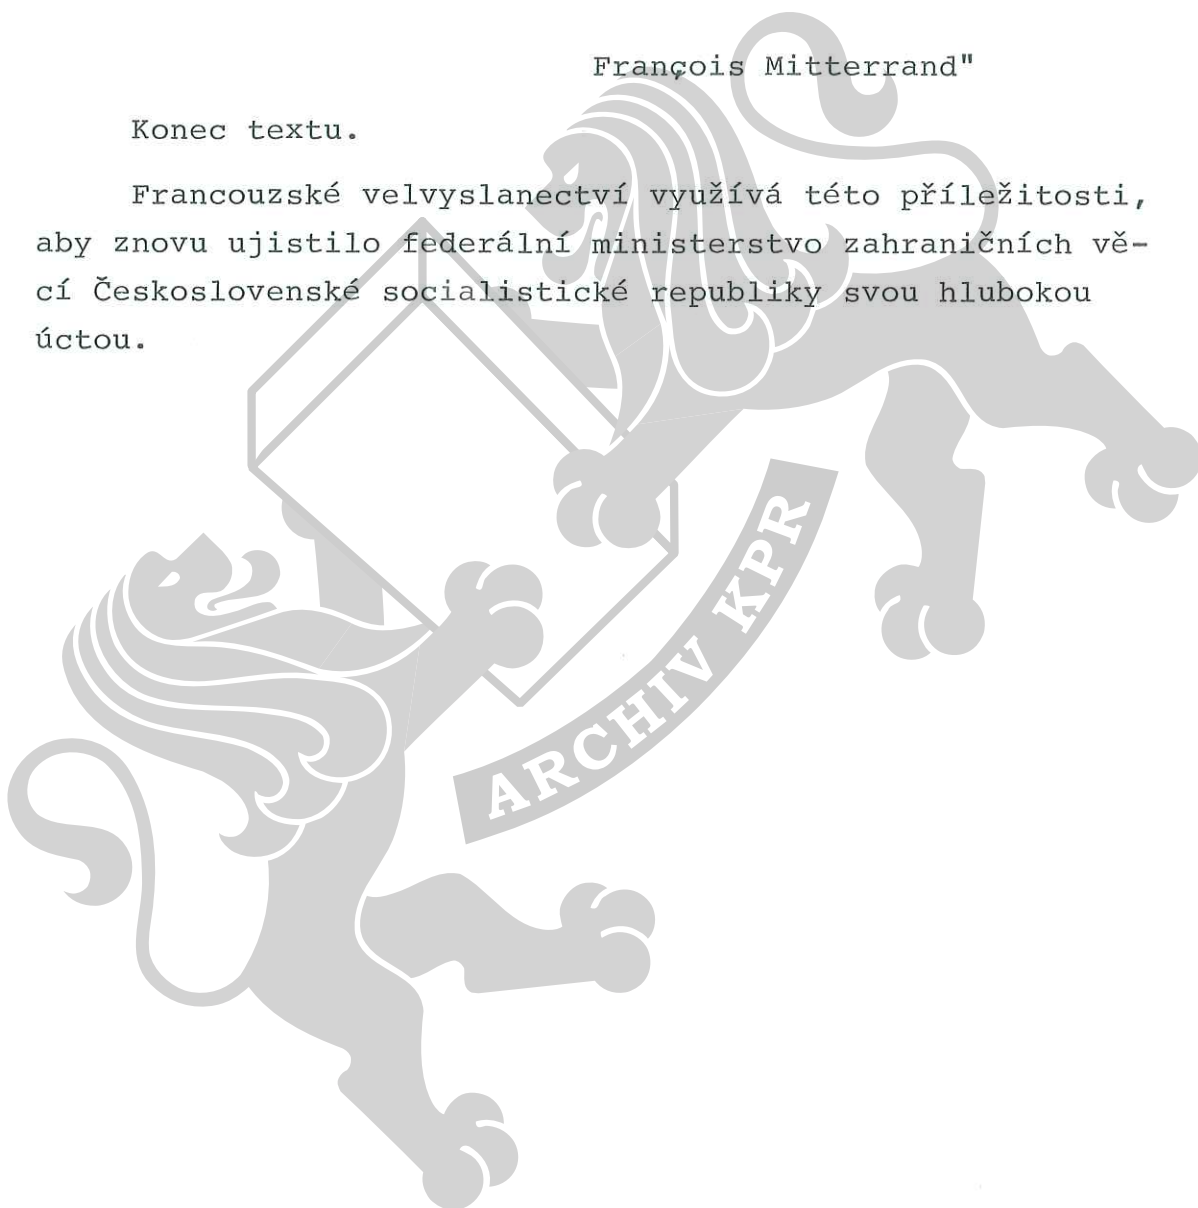 François Mitterrand"
Konec textu.
Francouzské velvyslanectví využívá této příležitosti,
aby znovu ujistilo federální ministerstvo zahraničních vě-
cí Československé socialistické republiky svou hlubokou
úctou.
ARCHIV KPR